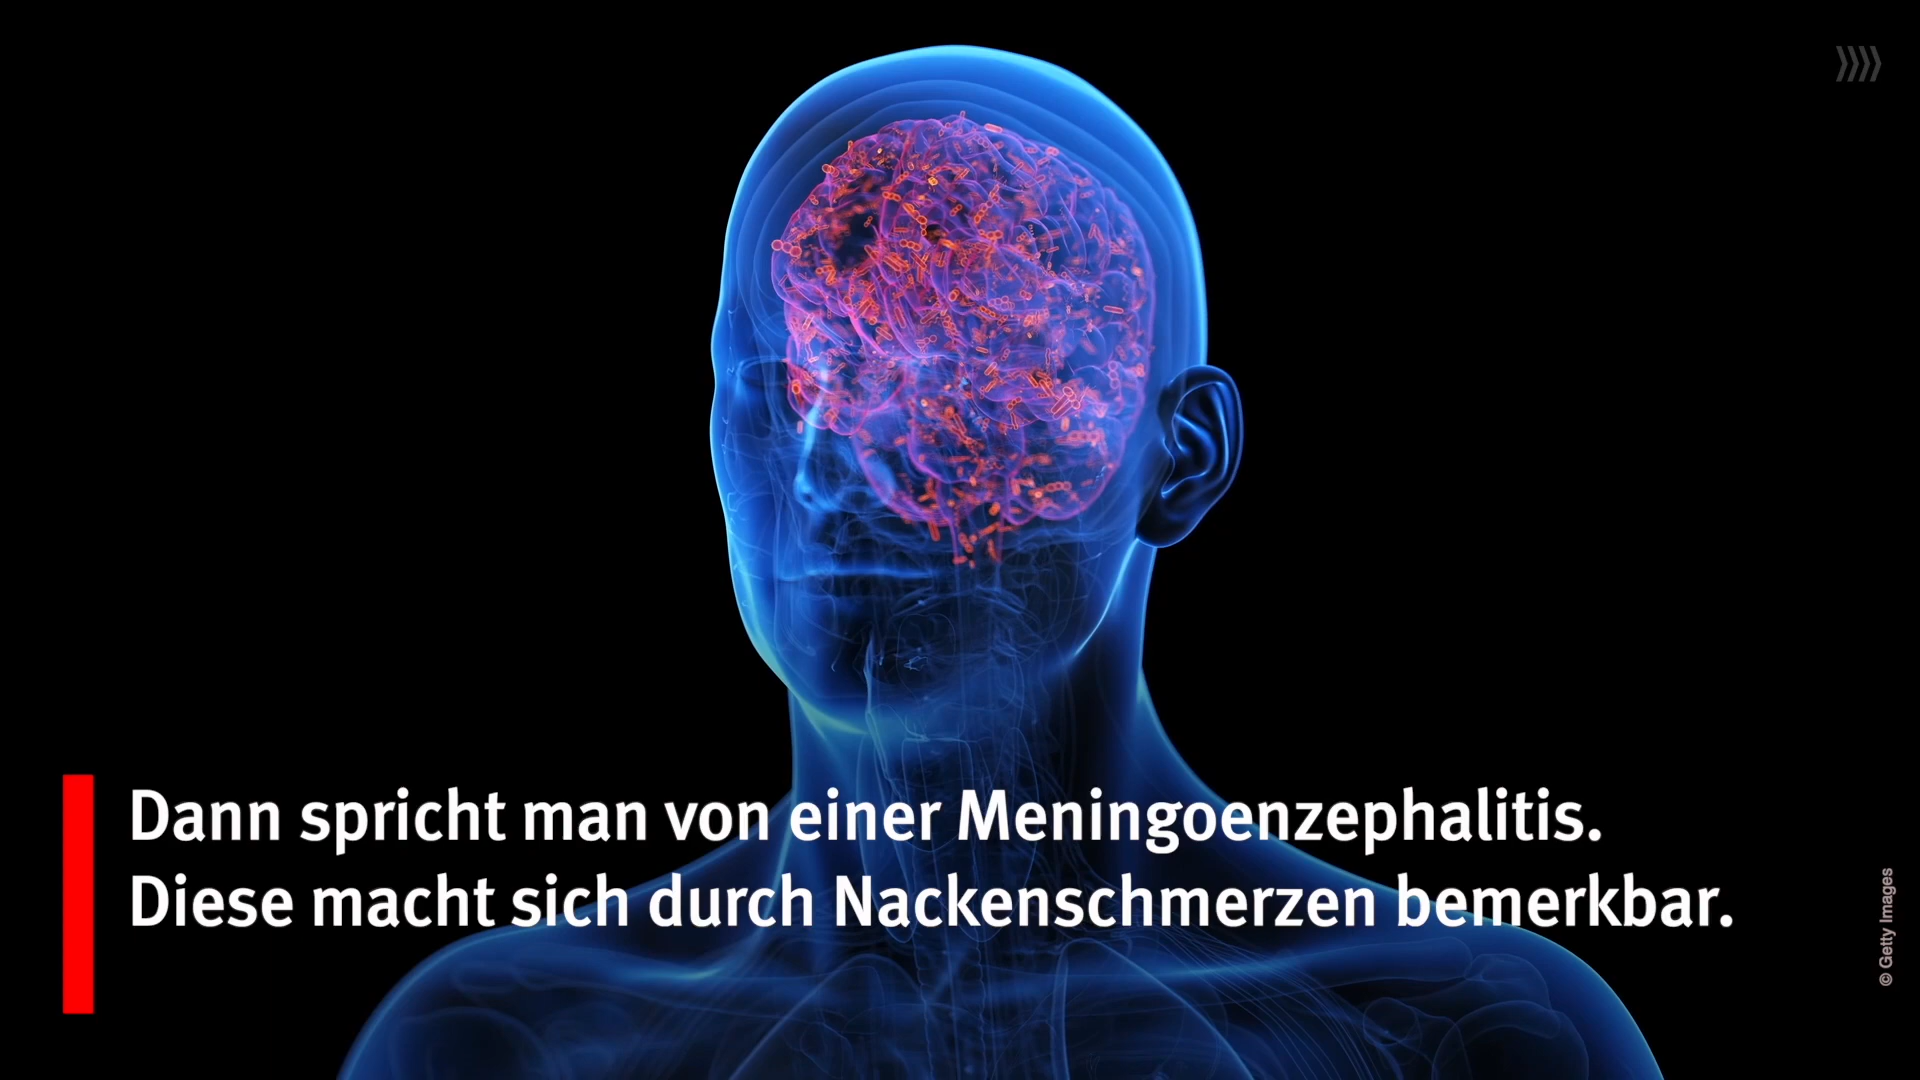 Dann spricht man von einer Meningoenzephalitis.
Diese macht sich durch Nackenschmerzen bemerkbar.
© Getty Images